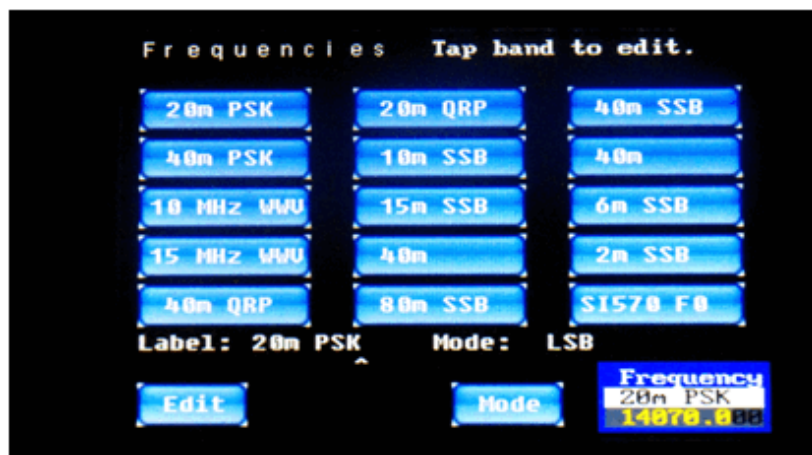 Frequencies Tap band to edit.
20m PSK 20m QRP 40m SSB
40m PSK 10m SSB 40m
10 MHz WWV 15m SSB 6m SSB
15 MHz WWV 40m 2m SSB
40m QRP 80m SSB SI570 F0
Label: 20m PSK Mode: LSB
^
Edit Mode
Frequency
20m PSK
14070.000